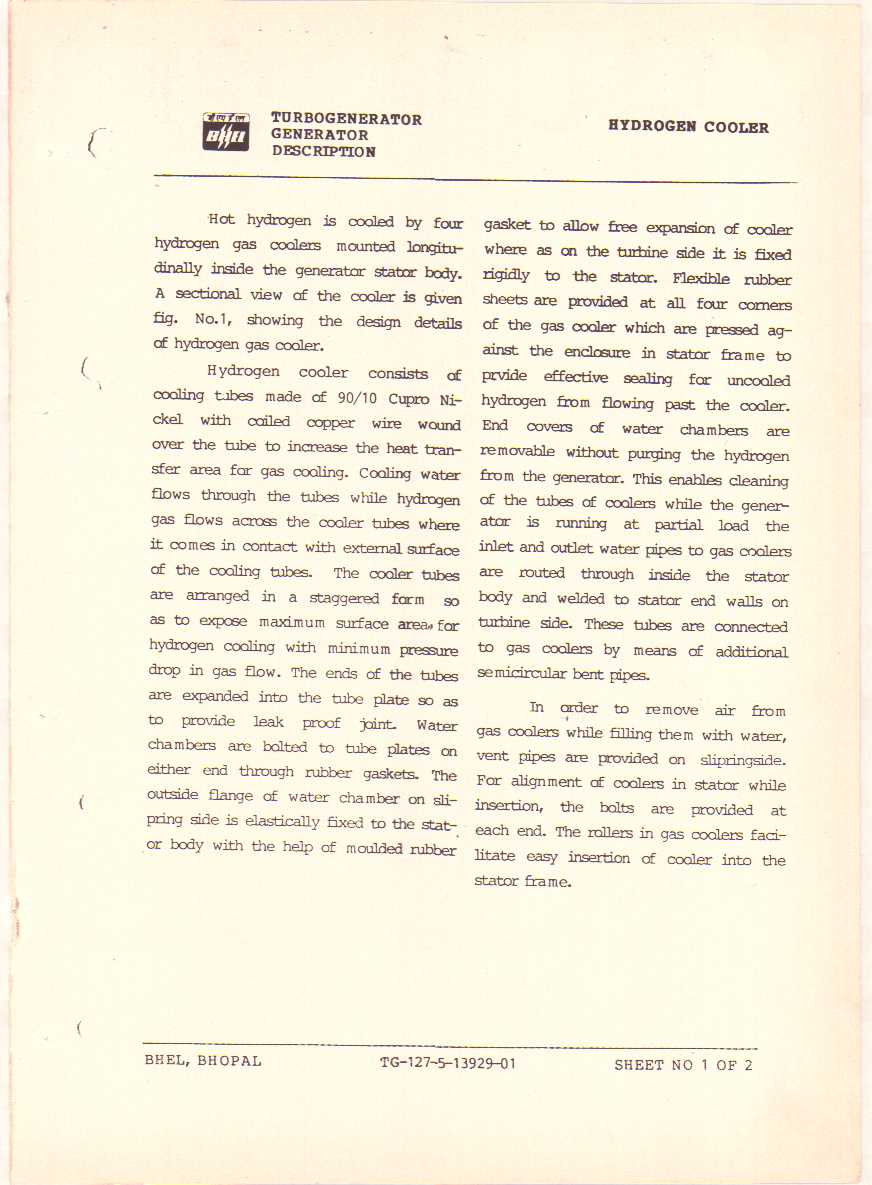 बीएचईएल
BHEL
TURBOGENERATOR
GENERATOR
DESCRIPTION
HYDROGEN COOLER
Hot hydrogen is cooled by four
hydrogen gas coolers mounted longitu-
dinally inside the generator stator body.
A sectional view of the cooler is given
fig. No.1, showing the design details
of hydrogen gas cooler.
Hydrogen cooler consists of
cooling tubes made of 90/10 Cupro Ni-
ckel with coiled copper wire wound
over the tube to increase the heat tran-
sfer area for gas cooling. Cooling water
flows through the tubes while hydrogen
gas flows across the cooler tubes where
it comes in contact with external surface
of the cooling tubes. The cooler tubes
are arranged in a staggered form so
as to expose maximum surface area, for
hydrogen cooling with minimum pressure
drop in gas flow. The ends of the tubes
are expanded into the tube plate so as
to provide leak proof joint. Water
chambers are bolted to tube plates on
either end through rubber gaskets. The
outside flange of water chamber on sli-
pring side is elastically fixed to the stat-
or body with the help of moulded rubber
gasket to allow free expansion of cooler
where as on the turbine side it is fixed
rigidly to the stator. Flexible rubber
sheets are provided at all four corners
of the gas cooler which are pressed ag-
ainst the enclosure in stator frame to
prvide effective sealing for uncooled
hydrogen from flowing past the cooler.
End covers of water chambers are
removable without purging the hydrogen
from the generator. This enables cleaning
of the tubes of coolers while the gener-
ator is running at partial load the
inlet and outlet water pipes to gas coolers
are routed through inside the stator
body and welded to stator end walls on
turbine side. These tubes are connected
to gas coolers by means of additional
semicircular bent pipes.
In order to remove air from
gas coolers while filling them with water,
vent pipes are provided on slipringside.
For alignment of coolers in stator while
insertion, the bolts are provided at
each end. The rollers in gas coolers faci-
litate easy insertion of cooler into the
stator frame.
BHEL, BHOPAL TG-127-5-13929-01 SHEET NO 1 OF 2